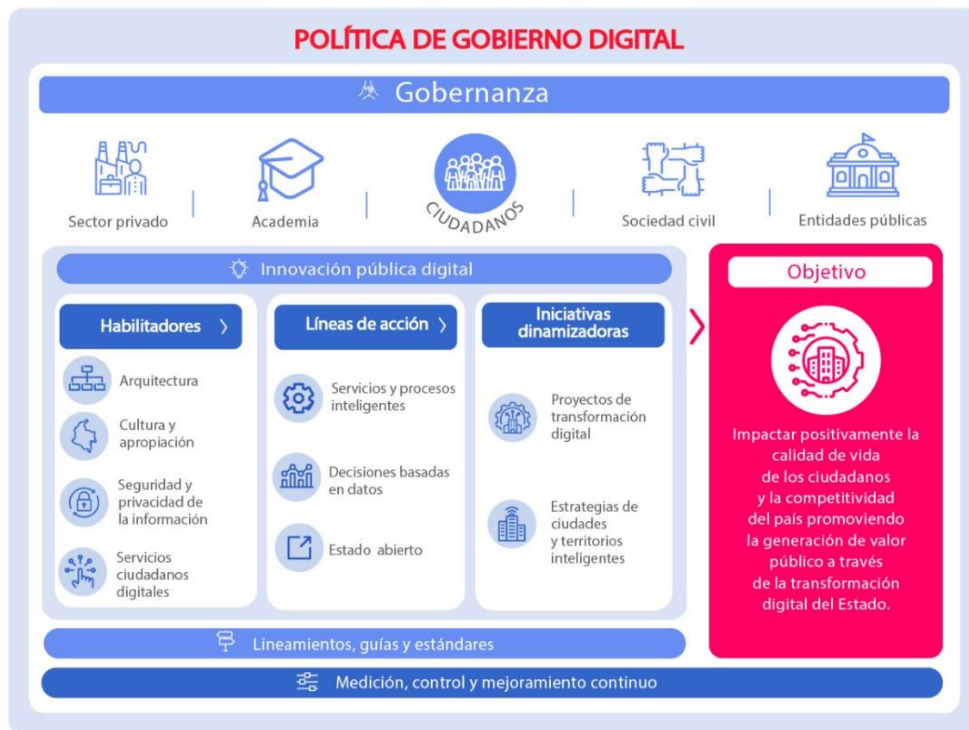 POLÍTICA DE GOBIERNO DIGITAL
Gobernanza
Sector privado
Academia
CIUDADANOS
Sociedad civil
Entidades públicas
Innovación pública digital
Habilitadores
Arquitectura
Cultura y
apropiación
Seguridad y
privacidad de
la información
Servicios
ciudadanos
digitales
Líneas de acción
Servicios y procesos
inteligentes
Decisiones basadas
en datos
Estado abierto
Iniciativas
dinamizadoras
Proyectos de
transformación
digital
Estrategias de
ciudades
y territorios
inteligentes
Objetivo
Impactar positivamente la
calidad de vida
de los ciudadanos
y la competitividad
del país promoviendo
la generación de valor
público a través
de la transformación
digital del Estado.
Lineamientos, guías y estándares
Medición, control y mejoramiento continuo